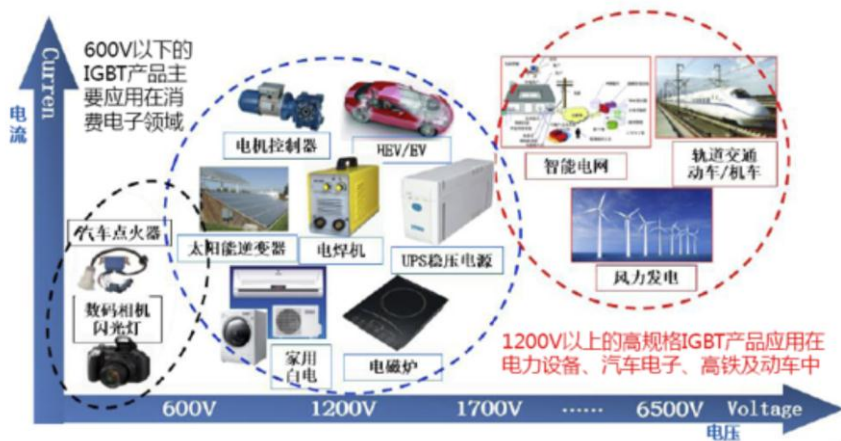 Curren
电流
600V以下的
IGBT产品主
要应用在消
费电子领域
电机控制器
HEV/EV
智能电网
轨道交通
动车/机车
汽车点火器
太阳能逆变器
电焊机
UPS稳压电源
风力发电
数码相机
闪光灯
家用
白电
电磁炉
1200V以上的高规格IGBT产品应用在
电力设备、汽车电子、高铁及动车中
600V
1200V
1700V
……
6500V
Voltage
电压